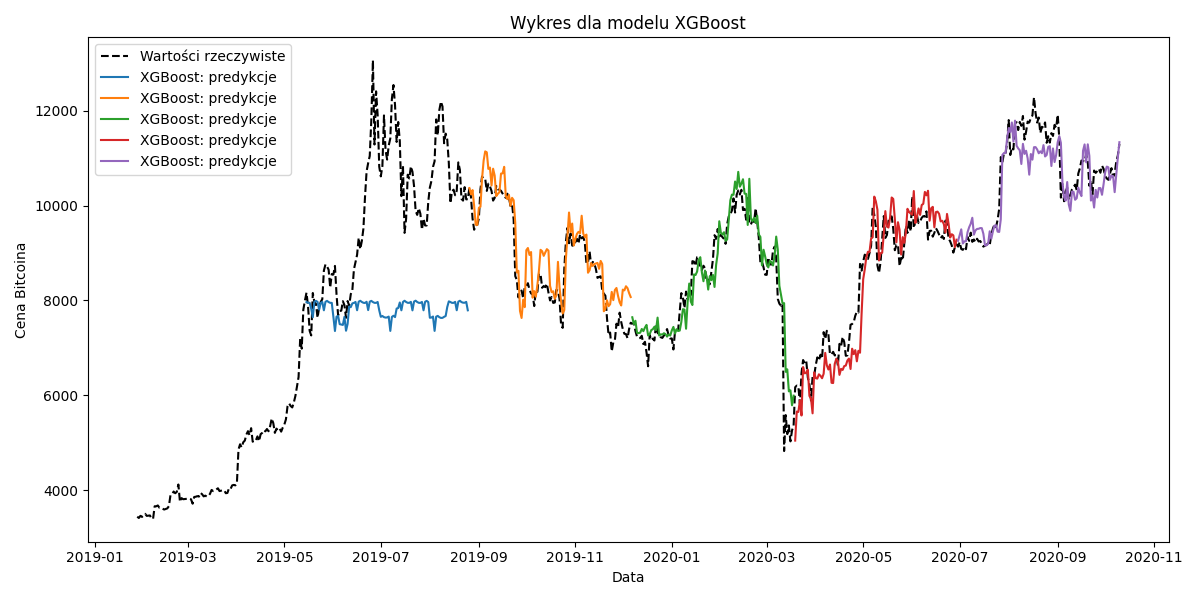 Wykres dla modelu XGBoost
Wartości rzeczywiste
XGBoost: predykcje
XGBoost: predykcje
XGBoost: predykcje
XGBoost: predykcje
XGBoost: predykcje
Cena Bitcoina
12000
10000
8000
6000
4000
2019-01 2019-03 2019-05 2019-07 2019-09 2019-11 2020-01 2020-03 2020-05 2020-07 2020-09 2020-11
Data